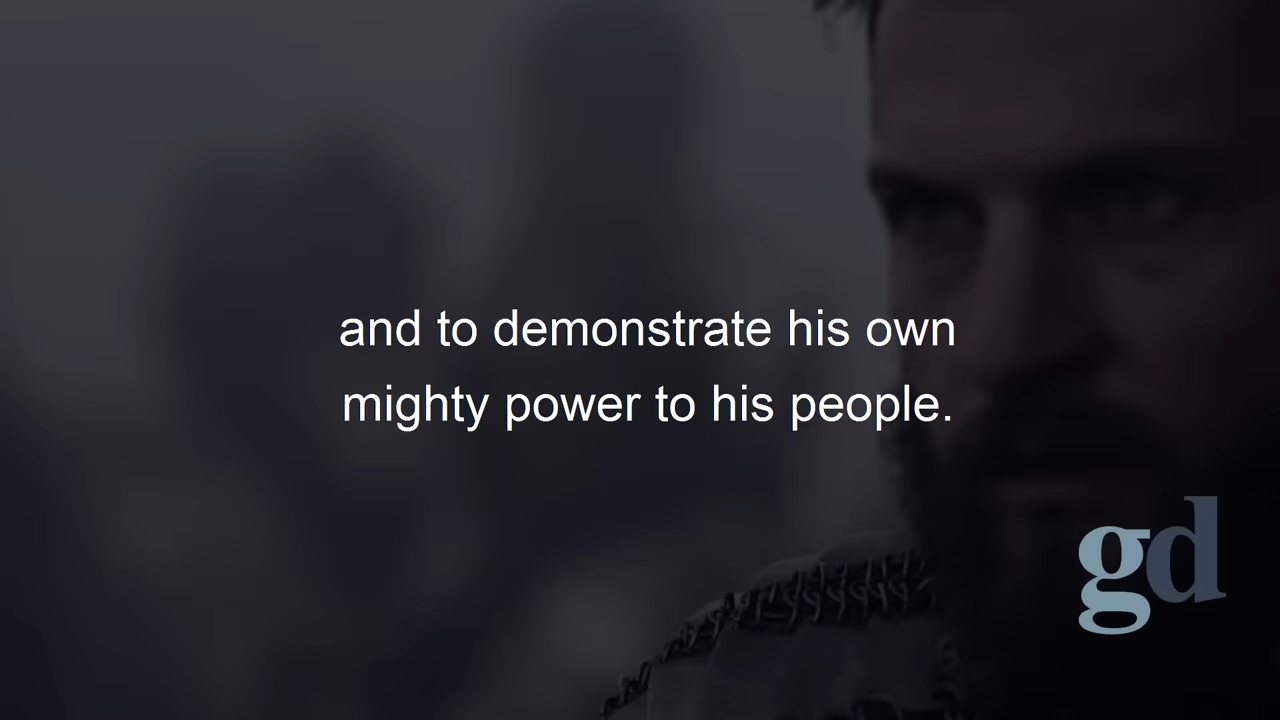 and to demonstrate his own
mighty power to his people.
gd